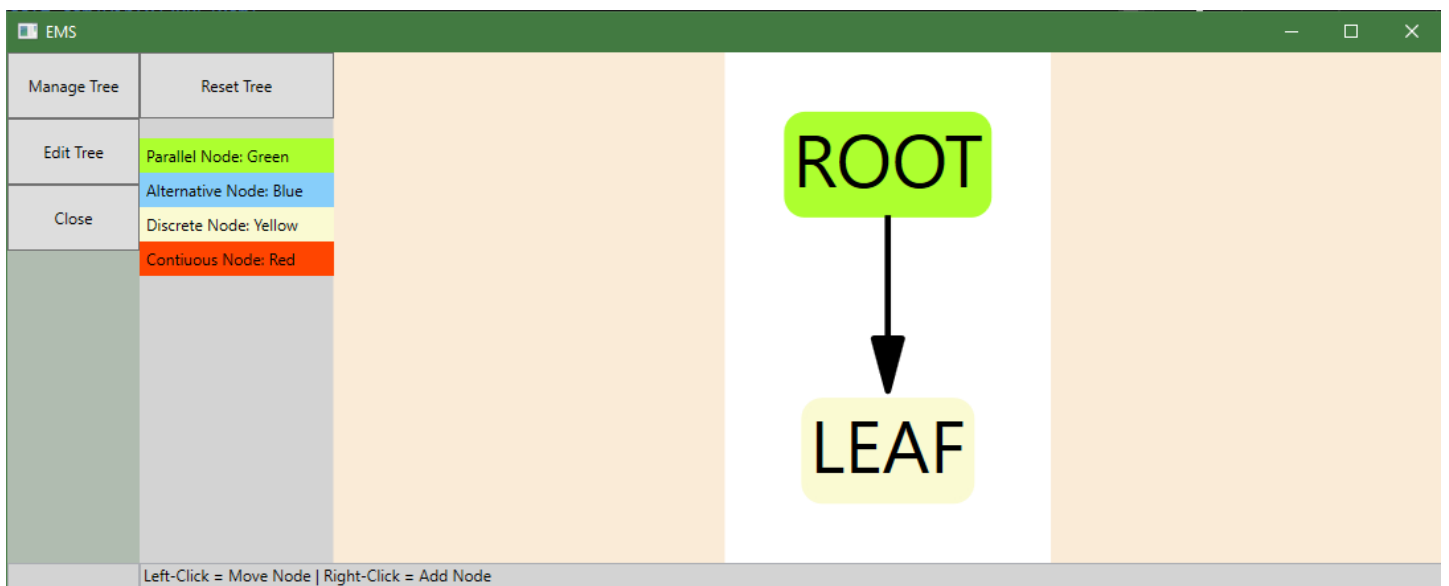 EMS
Manage Tree
Reset Tree
Edit Tree
Close
Parallel Node: Green
Alternative Node: Blue
Discrete Node: Yellow
Contiuous Node: Red
ROOT
LEAF
Left-Click = Move Node | Right-Click = Add Node